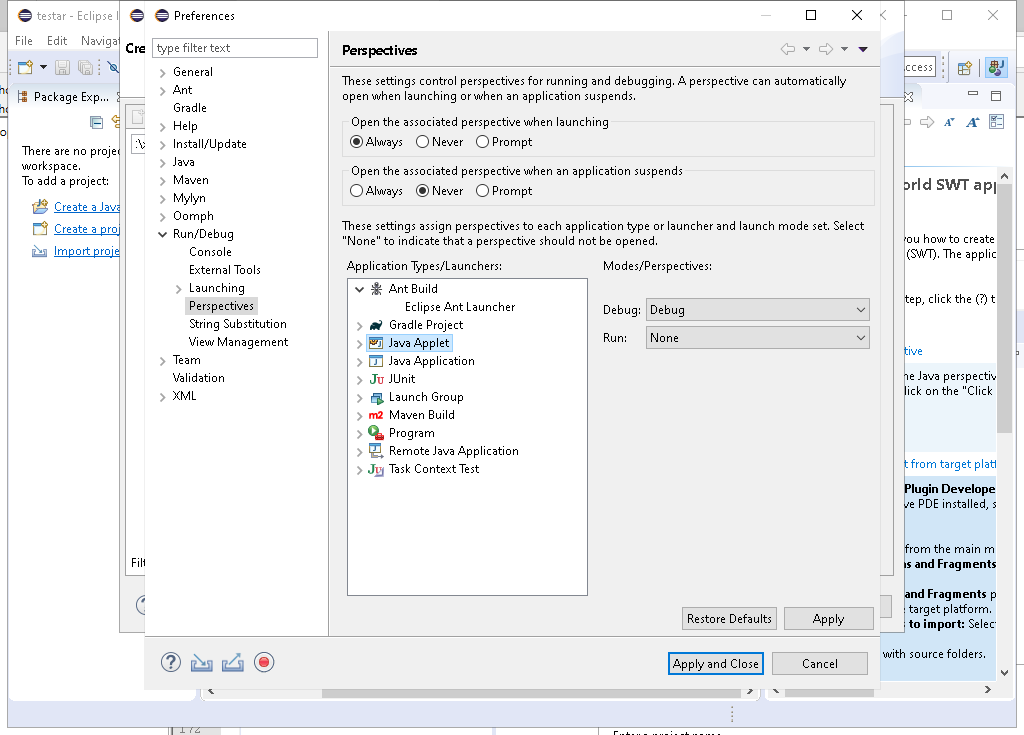 testar - Eclipse I
Preferences
File Edit Navigat
Cre
type filter text
Perspectives
ccess
Package Exp...
General
Ant
Gradle
Help
Install/Update
Java
Maven
Mylyn
Oomph
Run/Debug
Console
External Tools
Launching
Perspectives
String Substitution
View Management
Team
Validation
XML
These settings control perspectives for running and debugging. A perspective can automatically
open when launching or when an application suspends.
Open the associated perspective when launching
Always Never Prompt
Open the associated perspective when an application suspends
Always Never Prompt
These settings assign perspectives to each application type or launcher and launch mode set. Select
"None" to indicate that a perspective should not be opened.
Application Types/Launchers:
Modes/Perspectives:
Ant Build
Eclipse Ant Launcher
Gradle Project
Java Applet
Java Application
JUnit
Launch Group
Maven Build
Program
Remote Java Application
Task Context Test
Debug: Debug
Run: None
Restore Defaults Apply
Apply and Close Cancel
There are no projec
workspace.
To add a project:
Create a Java
Create a proj
Import proje
:\
Filt
orld SWT app
you how to create
(SWT). The applic
tep, click the (?) t
tive
he Java perspectiv
lick on the "Click
t from target platf
Plugin Develope
ve PDE installed, s
from the main m
ns and Fragments
and Fragments p
e target platform.
s to import: Select
with source folders.
172
Enter a project name